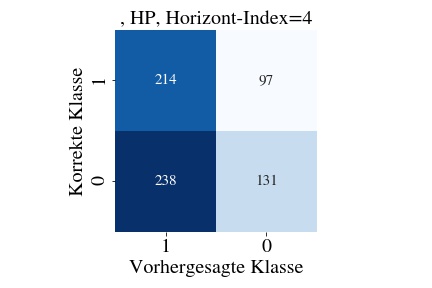 , HP, Horizont-Index=4
Korrekte Klasse
1
214
97
0
238
131
1
0
Vorhergesagte Klasse